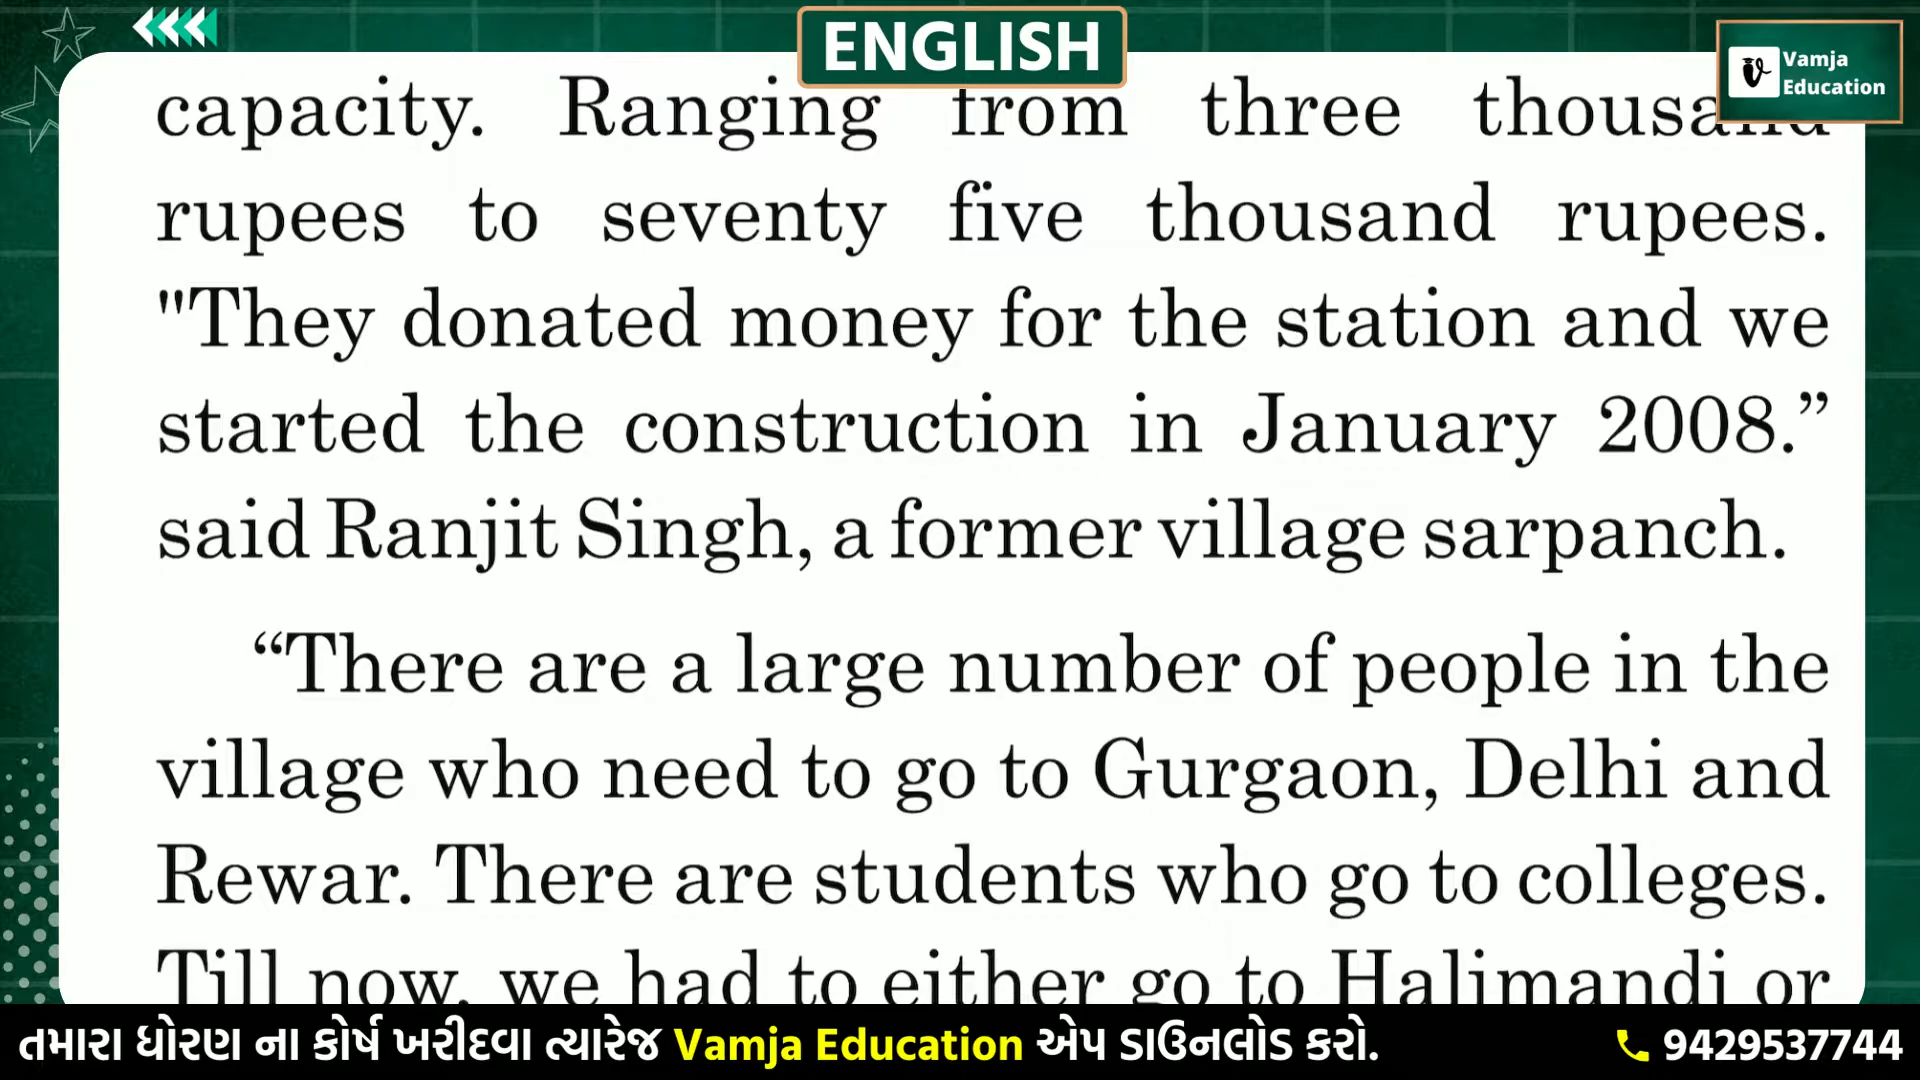 ENGLISH
Vamja
Education
capacity. Ranging from three thousand
rupees to seventy five thousand rupees.
"They donated money for the station and we
started the construction in January 2008.”
said Ranjit Singh, a former village sarpanch.
“There are a large number of people in the
village who need to go to Gurgaon, Delhi and
Rewar. There are students who go to colleges.
Till now, we had to either go to Halimandi or
તમારા ધોરણ ના કોર્ષ ખરીદવા ત્યારેજ Vamja Education એપ ડાઉનલોડ કરો.
9429537744